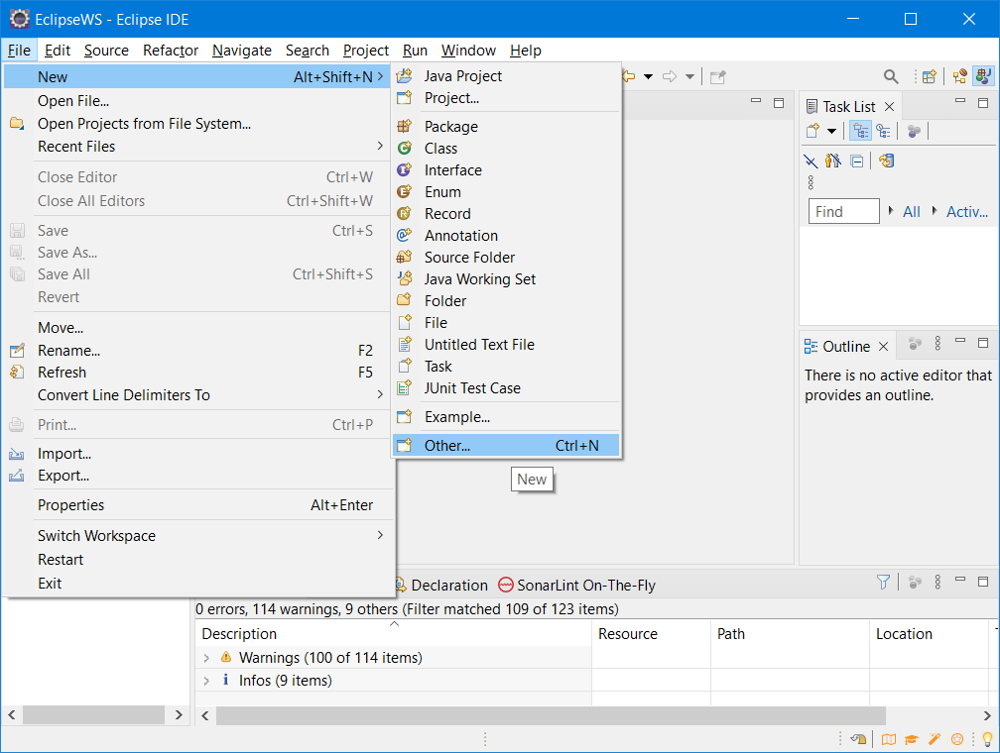 EclipseWS - Eclipse IDE
File Edit Source Refactor Navigate Search Project Run Window Help
New Alt+Shift+N
Open File...
Open Projects from File System...
Recent Files
Close Editor Ctrl+W
Close All Editors Ctrl+Shift+W
Save Ctrl+S
Save As...
Save All Ctrl+Shift+S
Revert
Move...
Rename... F2
Refresh F5
Convert Line Delimiters To
Print... Ctrl+P
Import...
Export...
Properties Alt+Enter
Switch Workspace
Restart
Exit
Java Project
Project...
Package
Class
Interface
Enum
Record
Annotation
Source Folder
Java Working Set
Folder
File
Untitled Text File
Task
JUnit Test Case
Example...
Other... Ctrl+N
New
Task List
Find All Activ...
Outline
There is no active editor that
provides an outline.
Declaration SonarLint On-The-Fly
0 errors, 114 warnings, 9 others (Filter matched 109 of 123 items)
Description Resource Path Location
Warnings (100 of 114 items)
Infos (9 items)